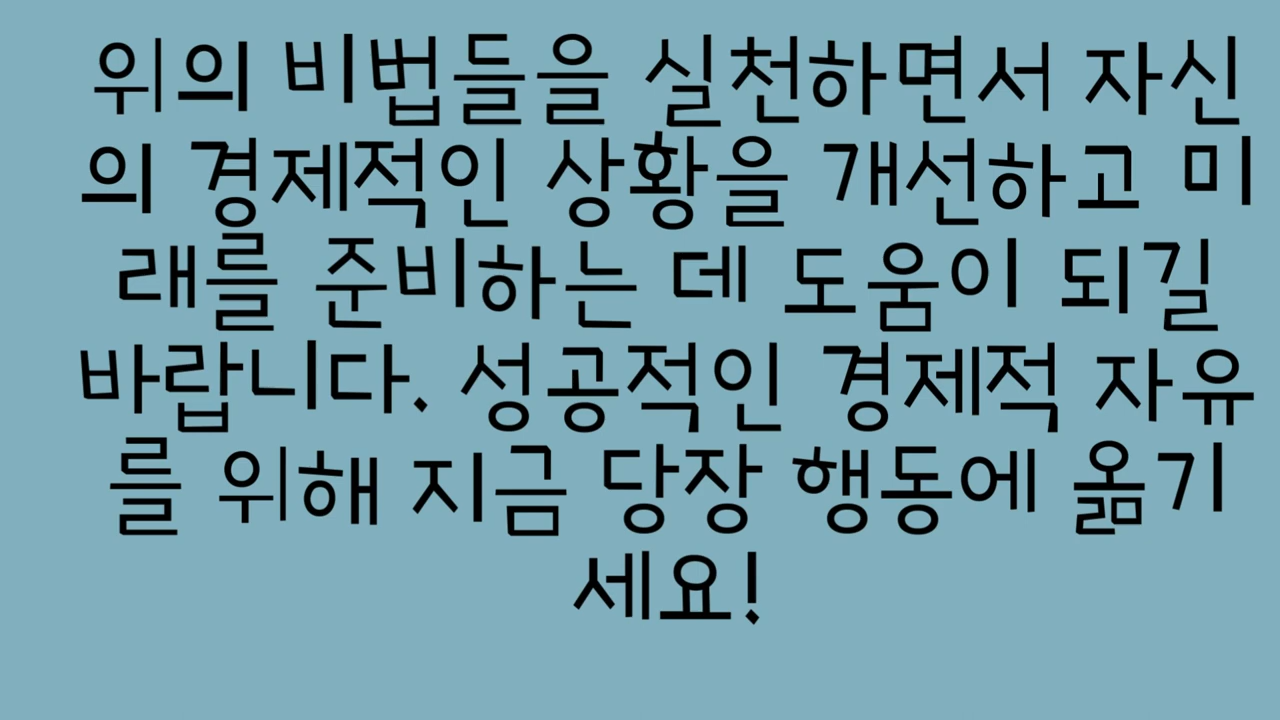 위의 비법들을 실천하면서 자신
의 경제적인 상황을 개선하고 미
래를 준비하는 데 도움이 되길
바랍니다. 성공적인 경제적 자유
를 위해 지금 당장 행동에 옮기
세요!